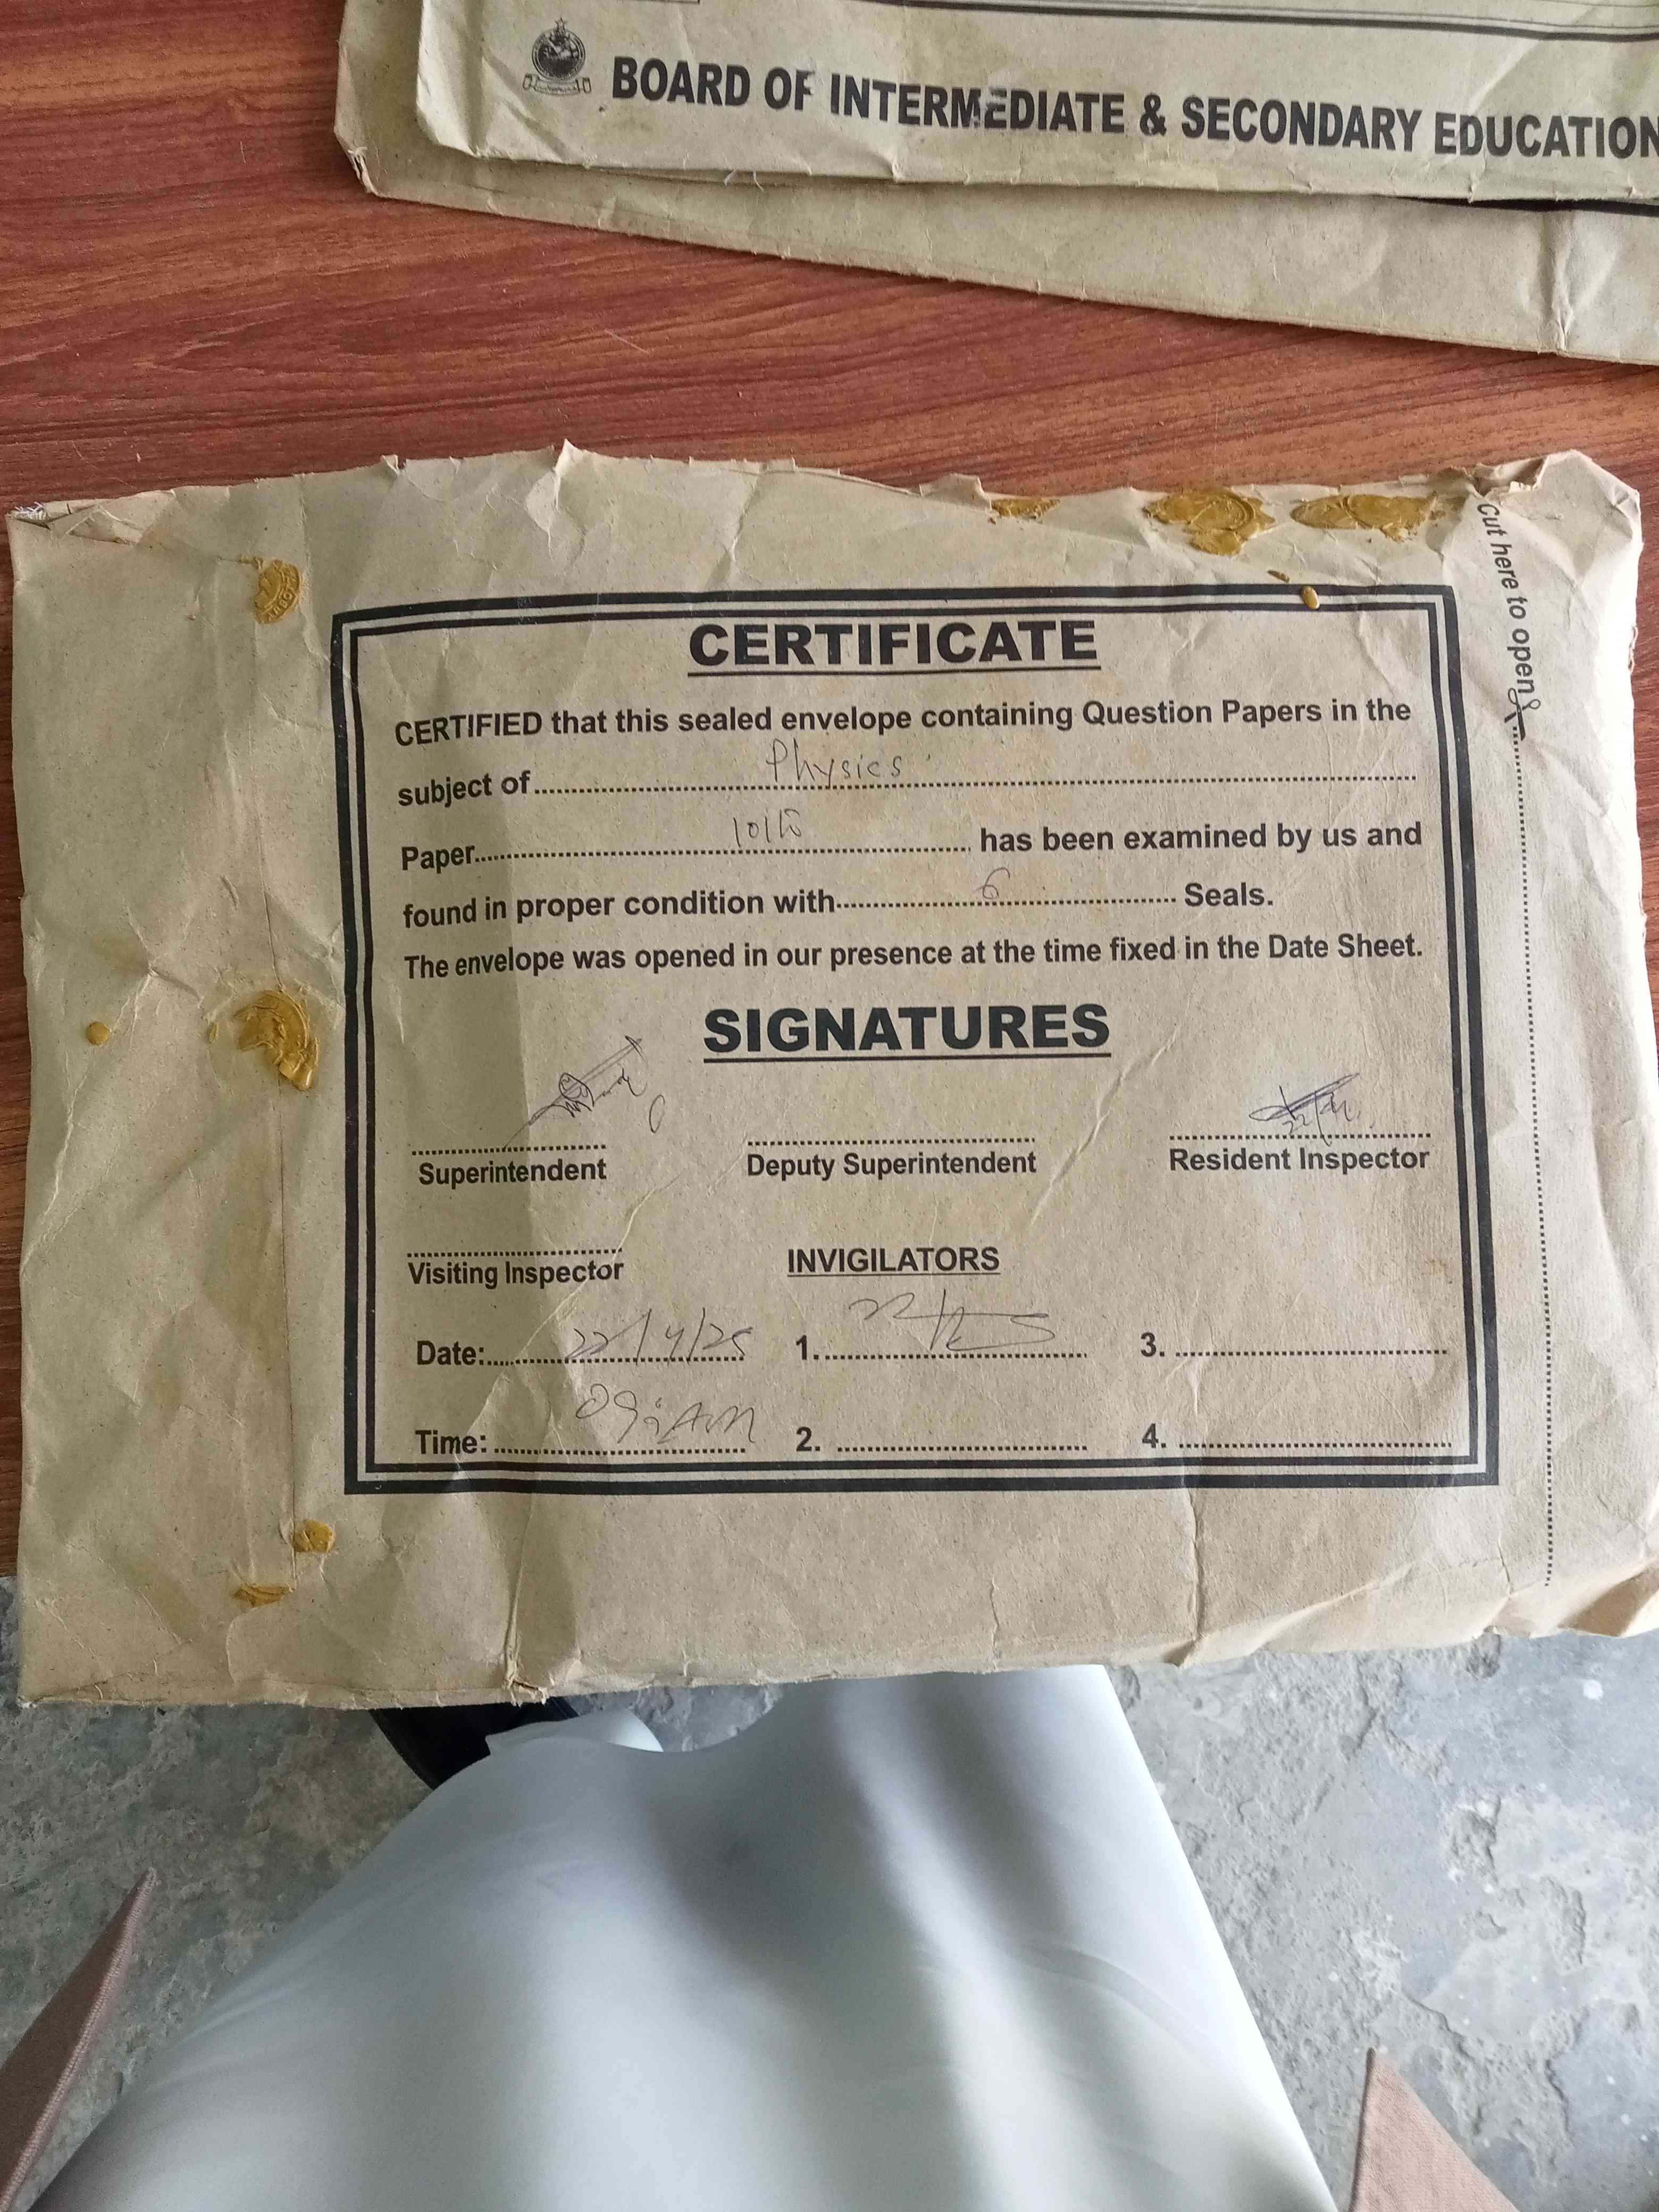 BOARD OF INTERMEDIATE & SECONDARY EDUCATION
Cut here to open
CERTIFICATE
CERTIFIED that this sealed envelope containing Question Papers in the
subject of Physics
Paper has been examined by us and
found in proper condition with 6 Seals.
The envelope was opened in our presence at the time fixed in the Date Sheet.
SIGNATURES
Superintendent Deputy Superintendent Resident Inspector
Visiting Inspector INVIGILATORS
Date: 22/4/25 1. 3.
Time: 09:AM 2. 4.